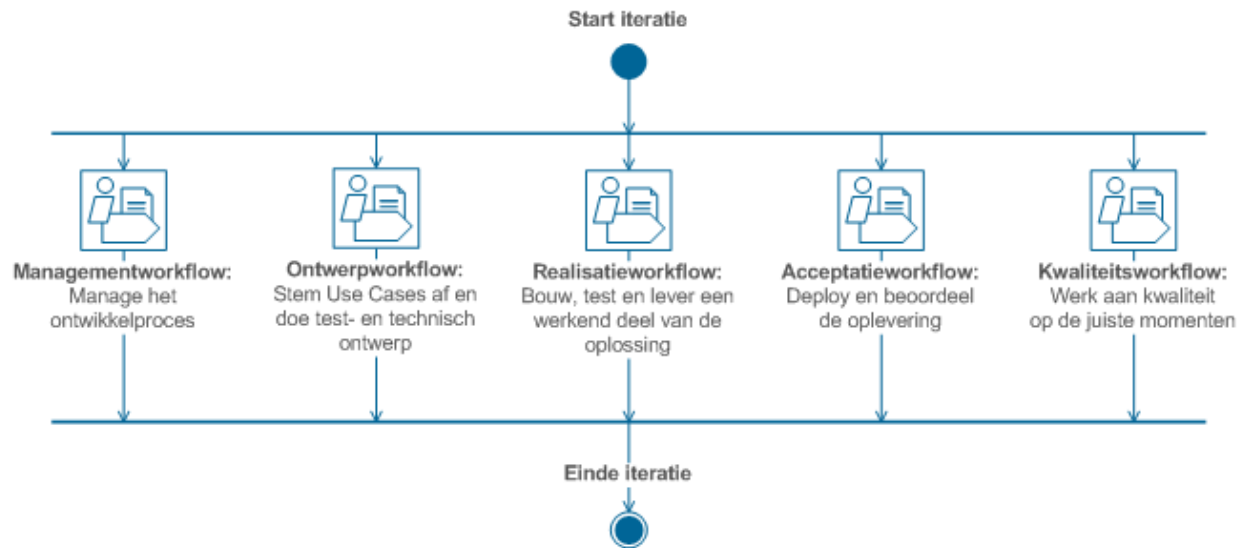 Start iteratie
Managementworkflow:
Manage het
ontwikkelproces
Ontwerpworkflow:
Stem Use Cases af en
doe test- en technisch
ontwerp
Realisatieworkflow:
Bouw, test en lever een
werkend deel van de
oplossing
Acceptatieworkflow:
Deploy en beoordeel
de oplevering
Kwaliteitsworkflow:
Werk aan kwaliteit
op de juiste momenten
Einde iteratie